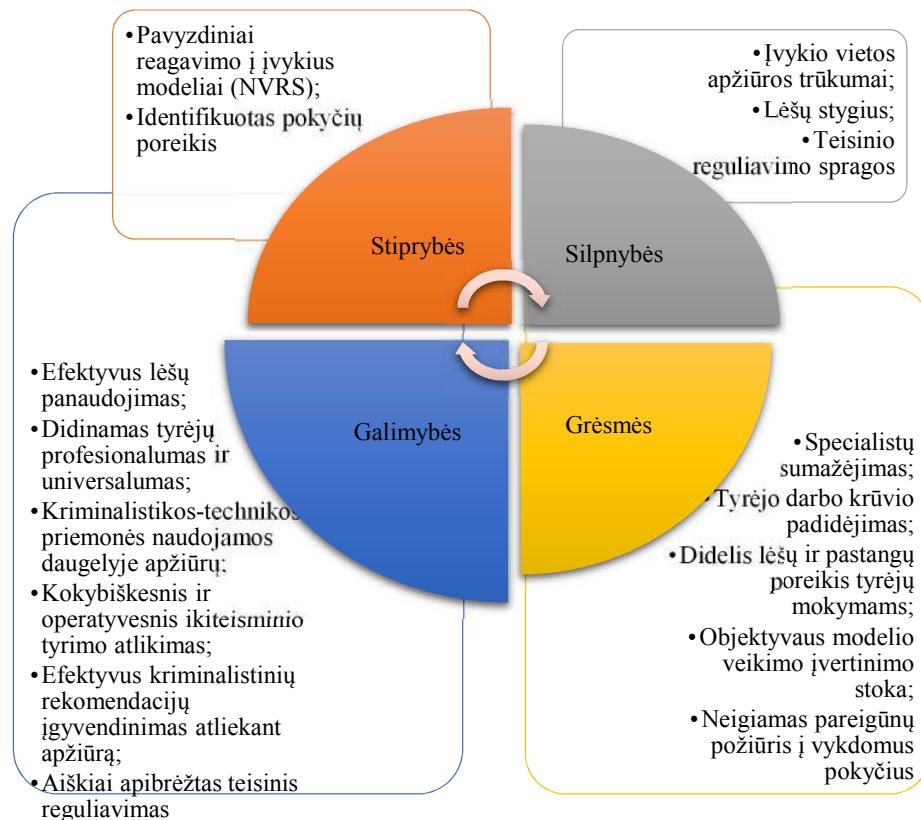 •Pavyzdiniai
reagavimo į įvykius
modeliai (NVRS);
•Identifikuotas pokyčių
poreikis
•Įvykio vietos
apžiūros trūkumai;
•Lėšų stygius;
•Teisinio
reguliavimo spragos
Stiprybės
Silpnybės
Galimybės
Grėsmės
•Efektyvus lėšų
panaudojimas;
•Didinamas tyrėjų
profesionalumas ir
universalumas;
•Kriminalistikos-technikos
priemonės naudojamos
daugelyje apžiūrų;
•Kokybiškesnis ir
operatyvesnis ikiteisminio
tyrimo atlikimas;
•Efektyvus kriminalistinių
rekomendacijų
įgyvendinimas atliekant
apžiūrą;
•Aiškiai apibrėžtas teisinis
reguliavimas
•Specialistų
sumažėjimas;
•Tyrėjo darbo krūvio
padidėjimas;
•Didelis lėšų ir pastangų
poreikis tyrėjų
mokymams;
•Objektyvaus modelio
veikimo įvertinimo
stoka;
•Neigiamas pareigūnų
požiūris į vykdomus
pokyčius